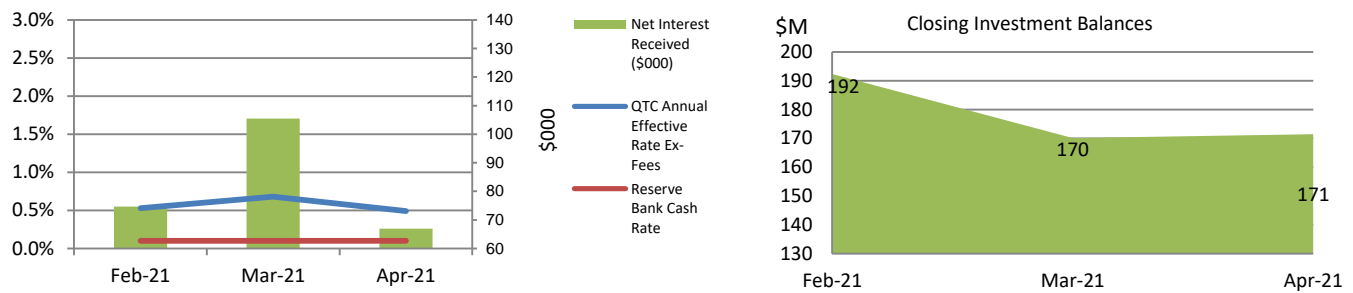 3.0%
2.5%
2.0%
1.5%
1.0%
0.5%
0.0%
140
130
120
110
100
90
80
70
60
$000
Feb-21 Mar-21 Apr-21
Net Interest
Received
($000)
QTC Annual
Effective
Rate Ex-
Fees
Reserve
Bank Cash
Rate
$M
Closing Investment Balances
200
190
180
170
160
150
140
130
192
170
171
Feb-21 Mar-21 Apr-21